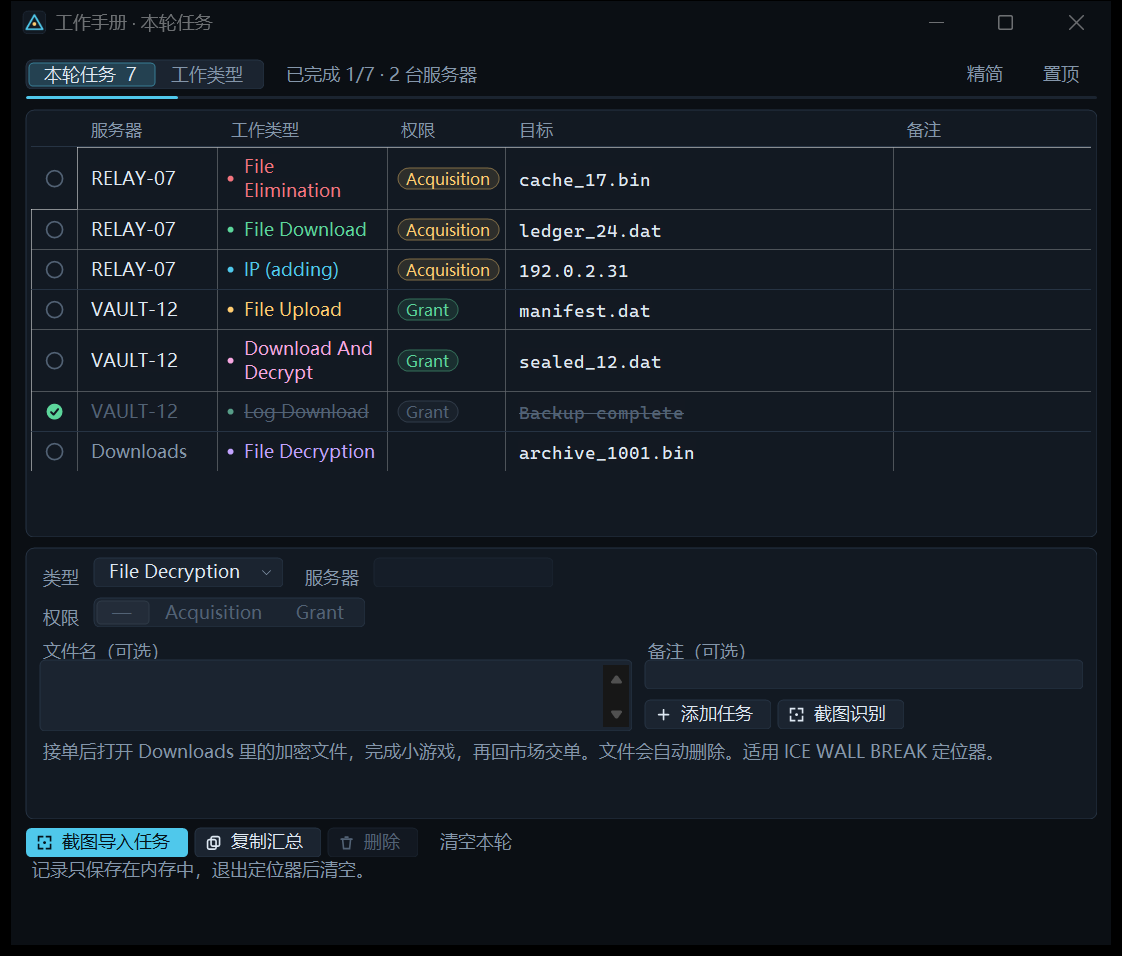 工作手册 · 本轮任务
本轮任务 7 工作类型 已完成 1/7 · 2 台服务器 精简 置顶
服务器 工作类型 权限 目标 备注
RELAY-07 • File Elimination Acquisition cache_17.bin
RELAY-07 • File Download Acquisition ledger_24.dat
RELAY-07 • IP (adding) Acquisition 192.0.2.31
VAULT-12 • File Upload Grant manifest.dat
VAULT-12 • Download And Decrypt Grant sealed_12.dat
VAULT-12 • Log Download Grant Backup complete
Downloads • File Decryption archive_1001.bin
类型 File Decryption 服务器
权限 — Acquisition Grant
文件名（可选） 备注（可选）
+ 添加任务 截图识别
接单后打开 Downloads 里的加密文件，完成小游戏，再回市场交单。文件会自动删除。适用 ICE WALL BREAK 定位器。
截图导入任务 复制汇总 删除 清空本轮
记录只保存在内存中，退出定位器后清空。